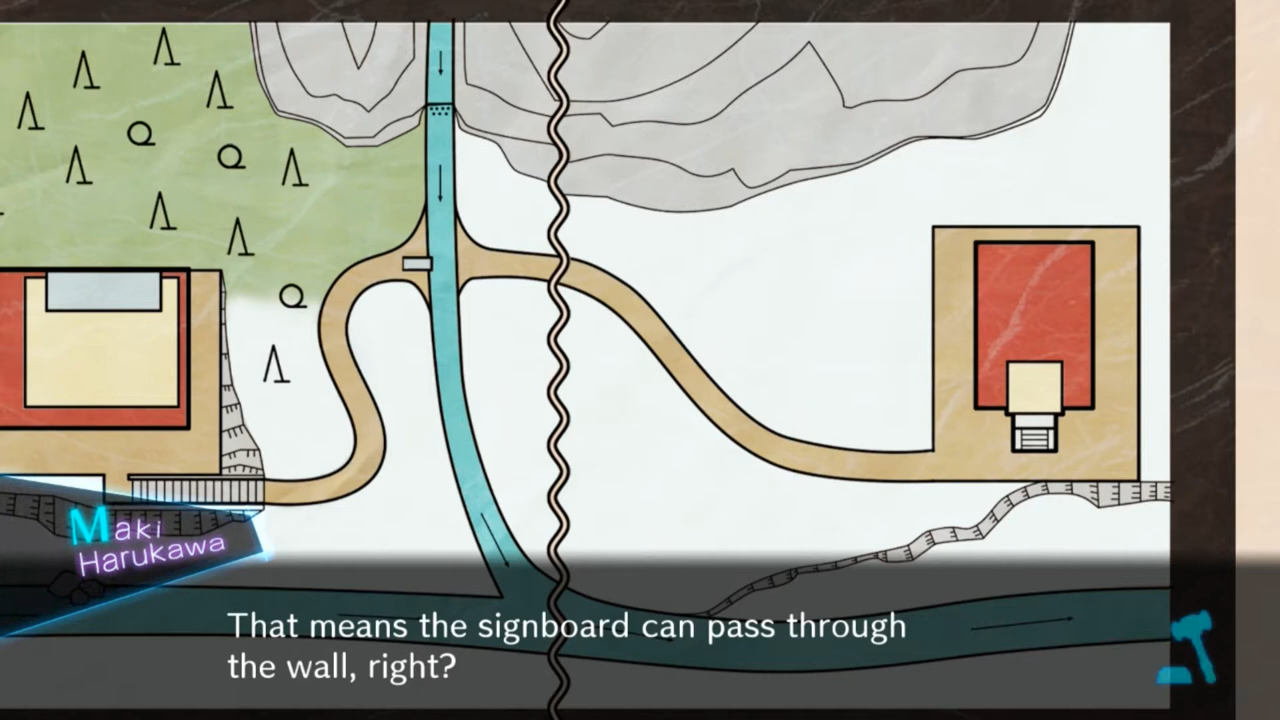 Maki
Harukawa
That means the signboard can pass through
the wall, right?